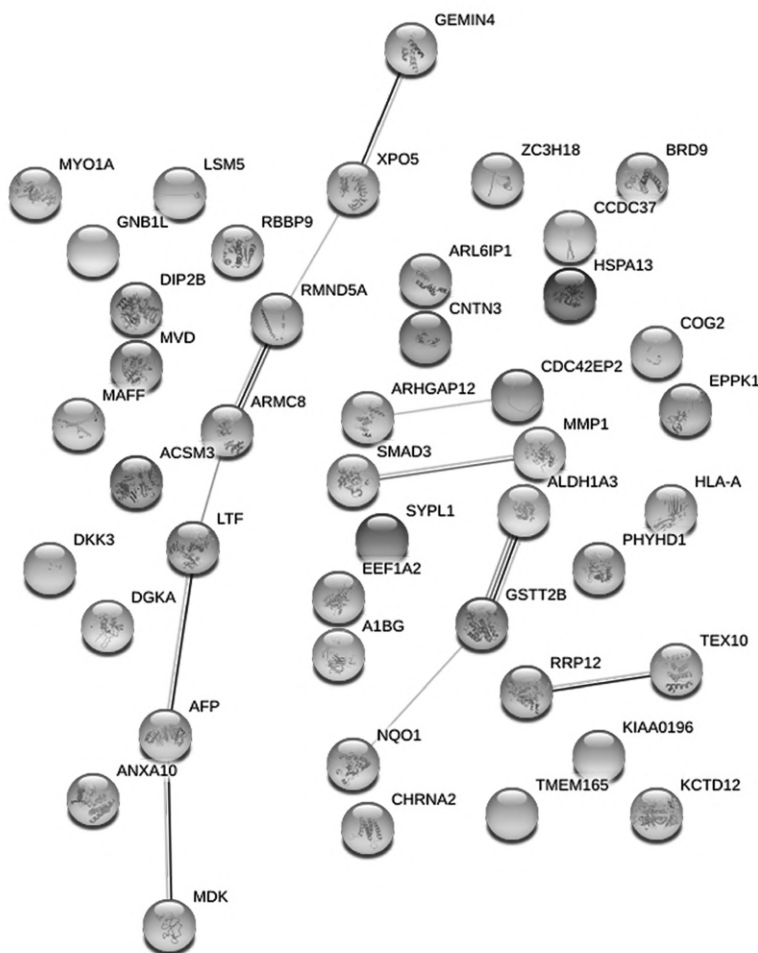 GEMIN4
MYO1A
LSM5
XPO5
ZC3H18
BRD9
GNB1L
RBBP9
CCDC37
ARL6IP1
HSPA13
DIP2B
RMND5A
CNTN3
COG2
MVD
CDC42EP2
EPPK1
MAFF
ARMC8
ARHGAP12
MMP1
ACSM3
SMAD3
ALDH1A3
HLA-A
LTF
SYPL1
PHYHD1
DKK3
EEF1A2
DGKA
GSTT2B
A1BG
TEX10
RRP12
AFP
NQO1
KIAA0196
ANXA10
CHRNA2
TMEM165
KCTD12
MDK